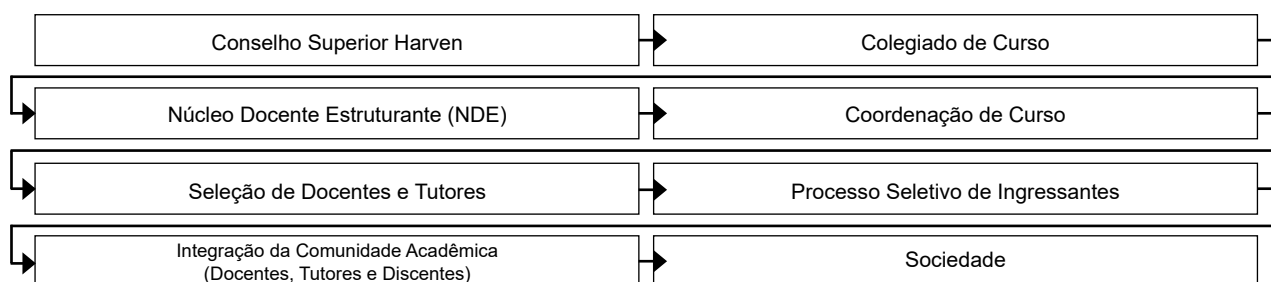 Conselho Superior Harven
Colegiado de Curso
Núcleo Docente Estruturante (NDE)
Coordenação de Curso
Seleção de Docentes e Tutores
Processo Seletivo de Ingressantes
Integração da Comunidade Acadêmica
(Docentes, Tutores e Discentes)
Sociedade